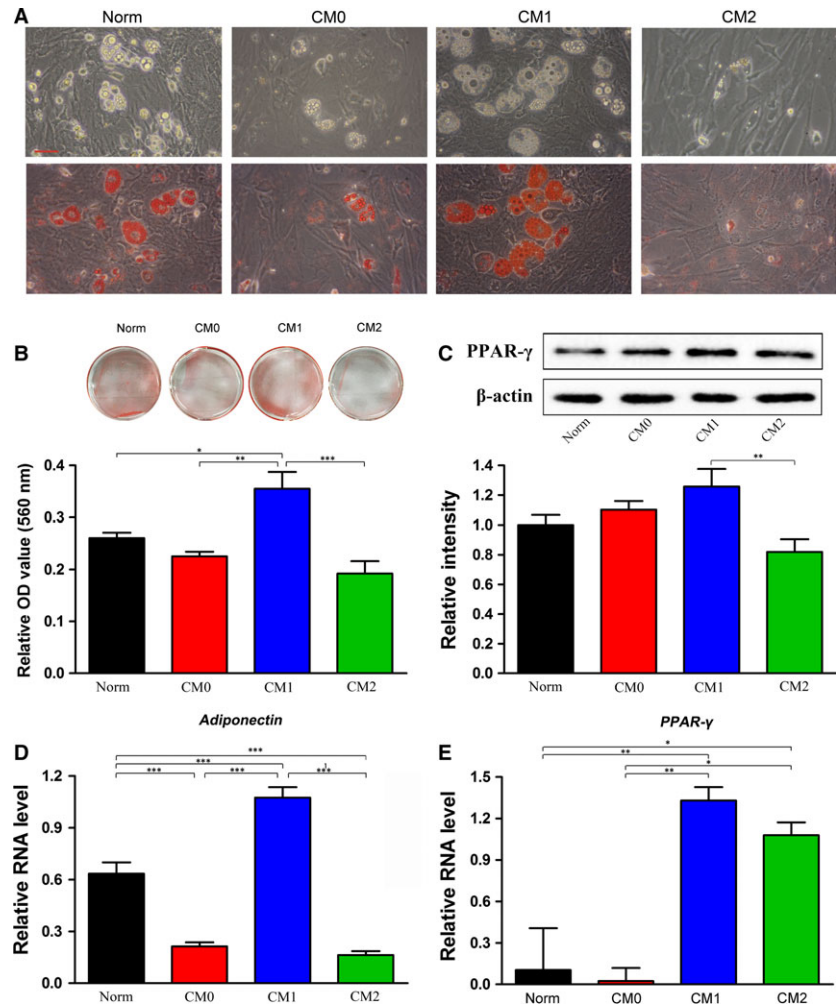 A
Norm CM0 CM1 CM2
B
Norm CM0 CM1 CM2
* ** ***
Relative OD value (560 nm)
0.4
0.3
0.2
0.1
0.0
Norm CM0 CM1 CM2
C
PPAR-γ
β-actin
Norm CM0 CM1 CM2
**
Relative intensity
1.4
1.2
1.0
0.8
1.2
0.4
0.2
0.0
Norm CM0 CM1 CM2
D
Adiponectin
***
***
*** *** ***
Relative RNA level
1.2
0.9
0.6
0.3
0.0
Norm CM0 CM1 CM2
E
PPAR-γ
*
**
*
**
Relative RNA level
1.5
1.2
0.9
0.6
0.3
0.0
Norm CM0 CM1 CM2